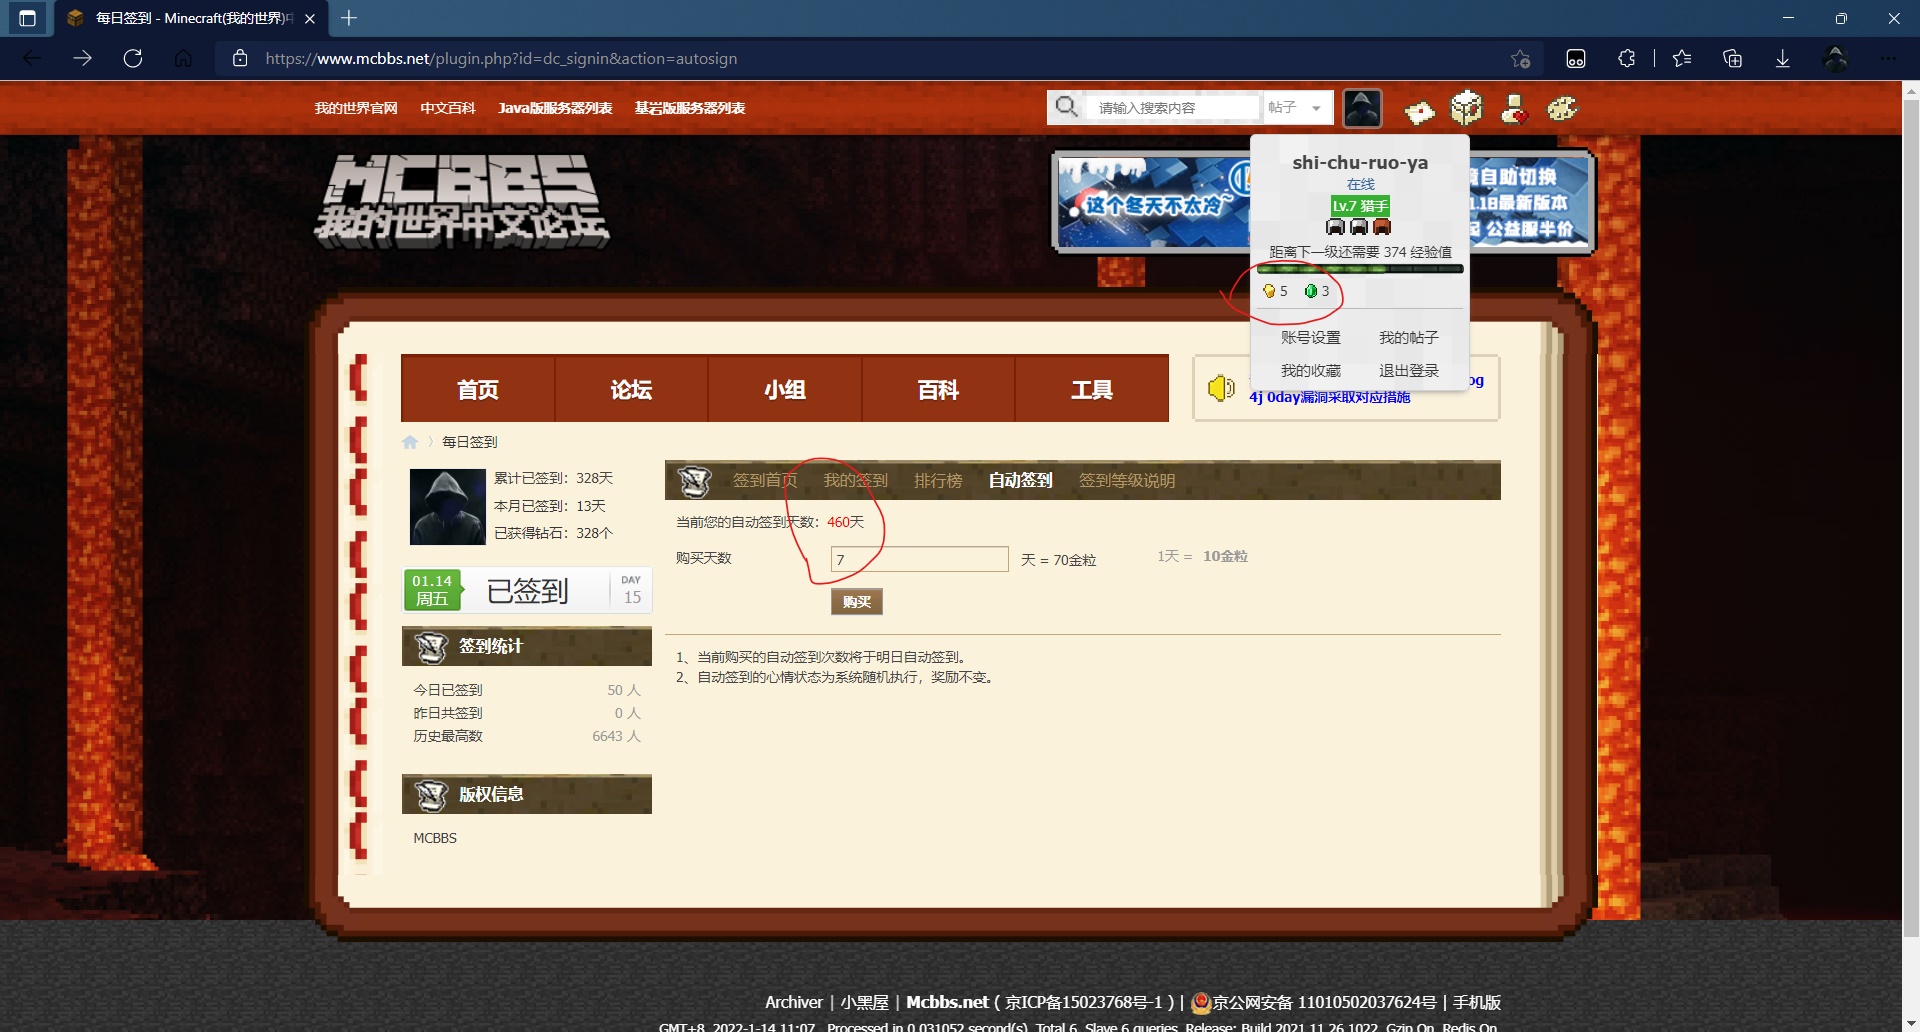 每日签到 - Minecraft(我的世界)
https://www.mcbbs.net/plugin.php?id=dc_signin&action=autosign
我的世界官网 中文百科 Java版服务器列表 基岩版服务器列表
请输入搜索内容 帖子
MCBBS
我的世界中文论坛
这个冬天不太冷~
自助切换
1.18最新版本
公益服半价
shi-chu-ruo-ya
在线
Lv.7 猎手
距离下一级还需要 374 经验值
5 3
账号设置 我的帖子
我的收藏 退出登录
首页 论坛 小组 百科 工具
og
4j 0day漏洞采取对应措施
每日签到
累计已签到：328天
本月已签到：13天
已获得钻石：328个
01.14
周五
已签到
DAY
15
签到统计
今日已签到 50 人
昨日共签到 0 人
历史最高数 6643 人
版权信息
MCBBS
签到首页 我的签到 排行榜 自动签到 签到等级说明
当前您的自动签到天数：460天
购买天数 7 天 = 70金粒 1天 = 10金粒
购买
1、当前购买的自动签到次数将于明日自动签到。
2、自动签到的心情状态为系统随机执行，奖励不变。
Archiver | 小黑屋 | Mcbbs.net ( 京ICP备15023768号-1 ) | 京公网安备 11010502037624号 | 手机版
GMT+8, 2022-1-14 11:07 , Processed in 0.031052 second(s), Total 6, Slave 6 queries, Release: Build.2021.11.26.1022, Gzip On, Redis On.